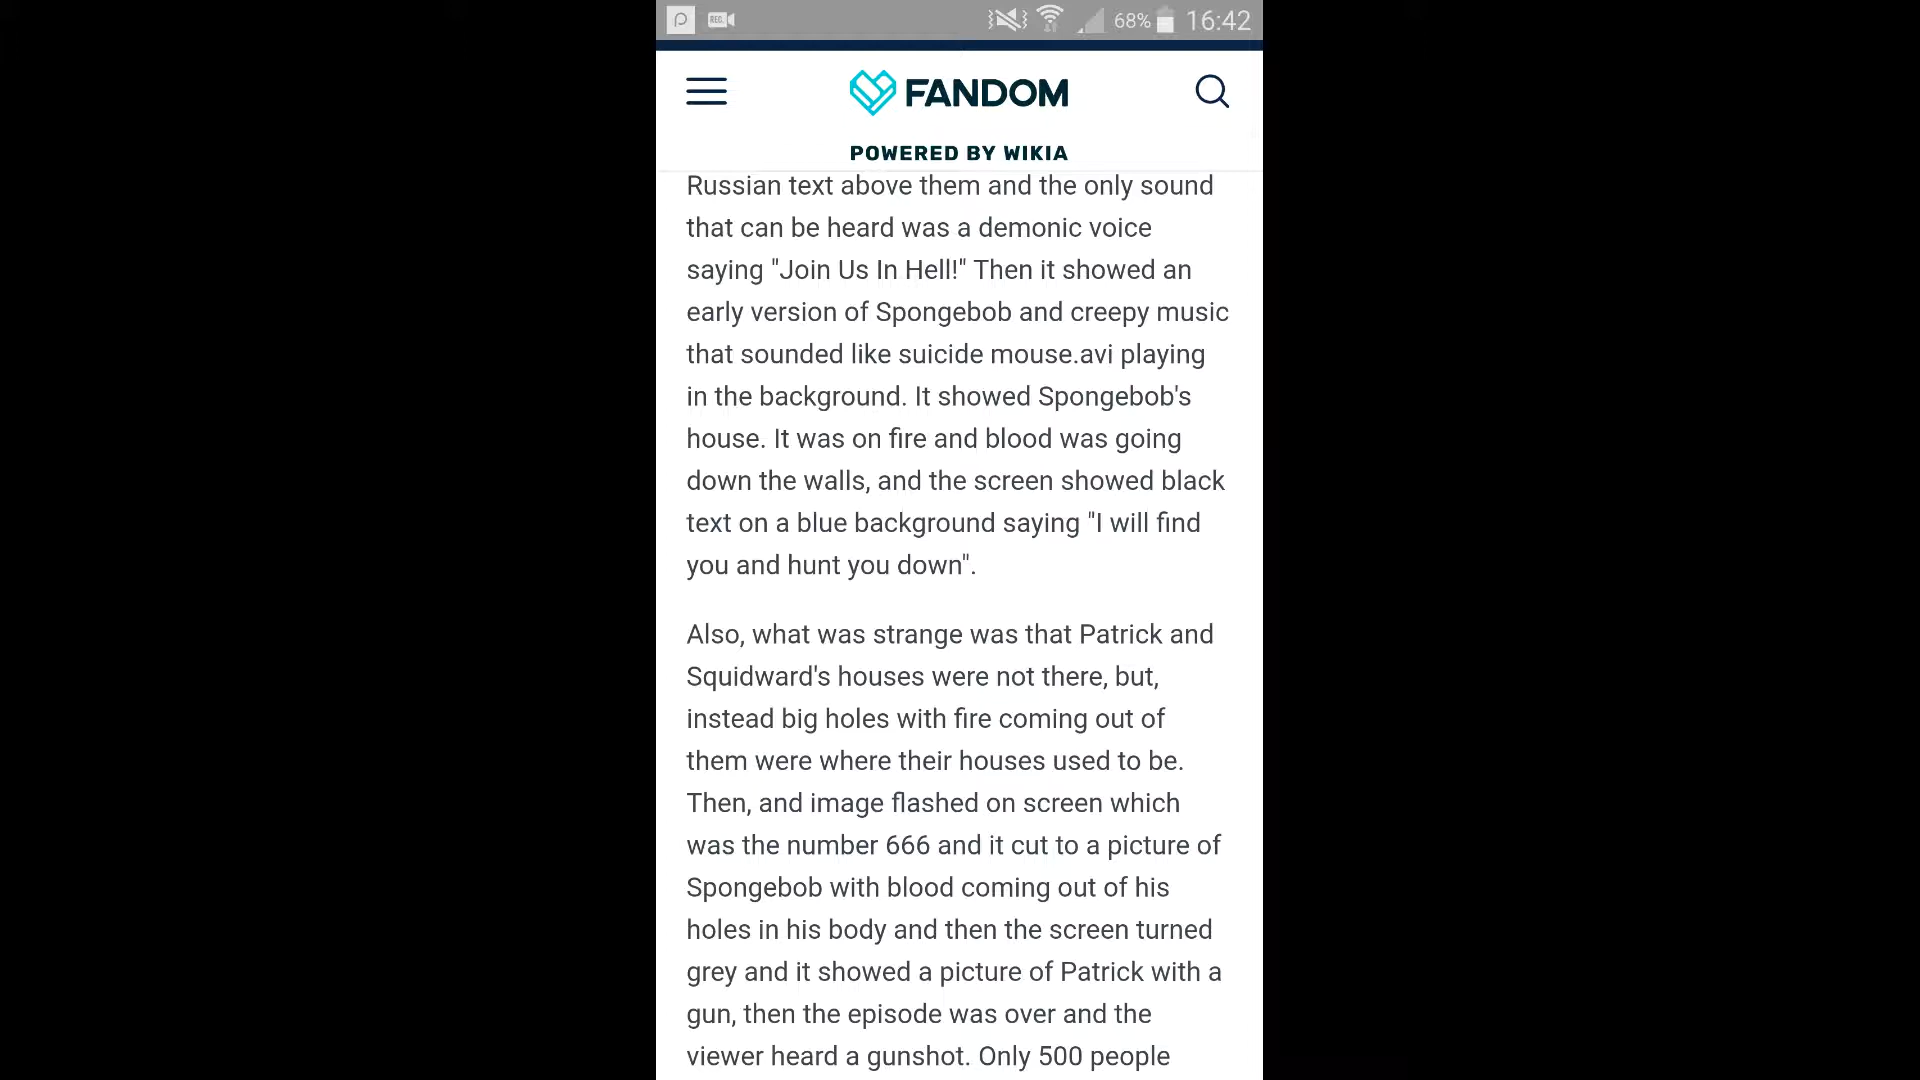 REC
68% 16:42
FANDOM
POWERED BY WIKIA
Russian text above them and the only sound
that can be heard was a demonic voice
saying "Join Us In Hell!" Then it showed an
early version of Spongebob and creepy music
that sounded like suicide mouse.avi playing
in the background. It showed Spongebob's
house. It was on fire and blood was going
down the walls, and the screen showed black
text on a blue background saying "I will find
you and hunt you down".
Also, what was strange was that Patrick and
Squidward's houses were not there, but,
instead big holes with fire coming out of
them were where their houses used to be.
Then, and image flashed on screen which
was the number 666 and it cut to a picture of
Spongebob with blood coming out of his
holes in his body and then the screen turned
grey and it showed a picture of Patrick with a
gun, then the episode was over and the
viewer heard a gunshot. Only 500 people